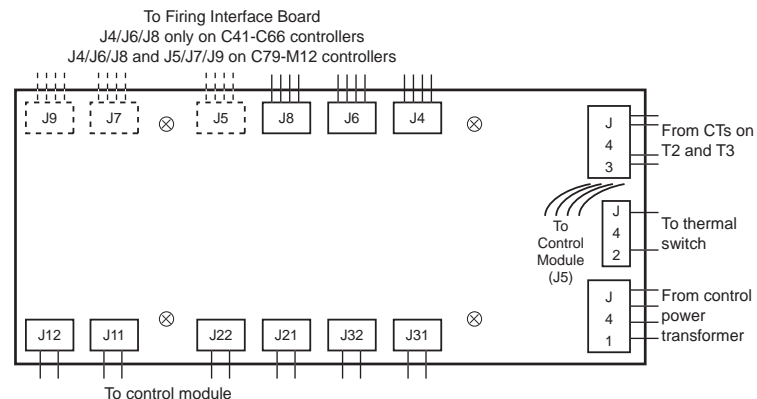 To Firing Interface Board
J4/J6/J8 only on C41-C66 controllers
J4/J6/J8 and J5/J7/J9 on C79-M12 controllers
J9
J7
J5
J8
J6
J4
J
4
3
From CTs on
T2 and T3
To
Control
Module
(J5)
J
4
2
To thermal
switch
J
4
1
From control
power
transformer
J12
J11
J22
J21
J32
J31
To control module